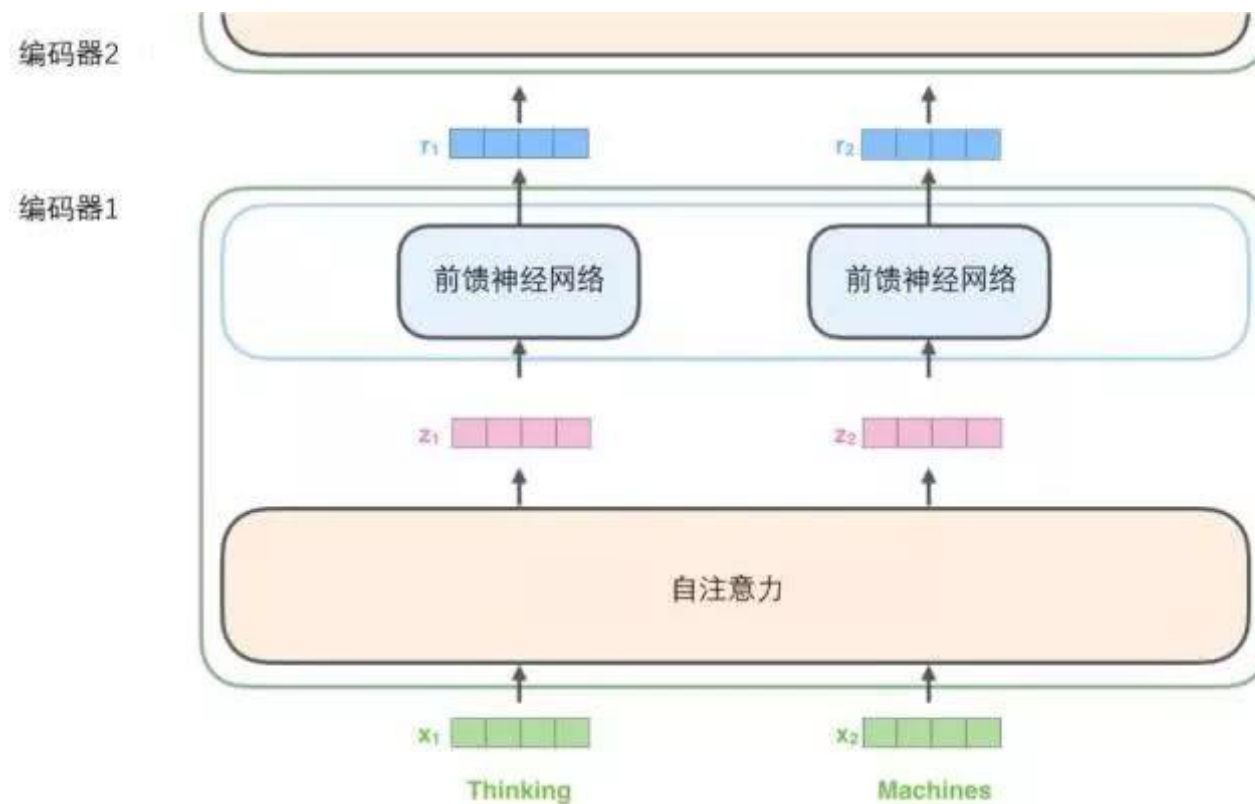 编码器2
r₁ r₂
编码器1
前馈神经网络 前馈神经网络
z₁ z₂
自注意力
x₁ x₂
Thinking Machines